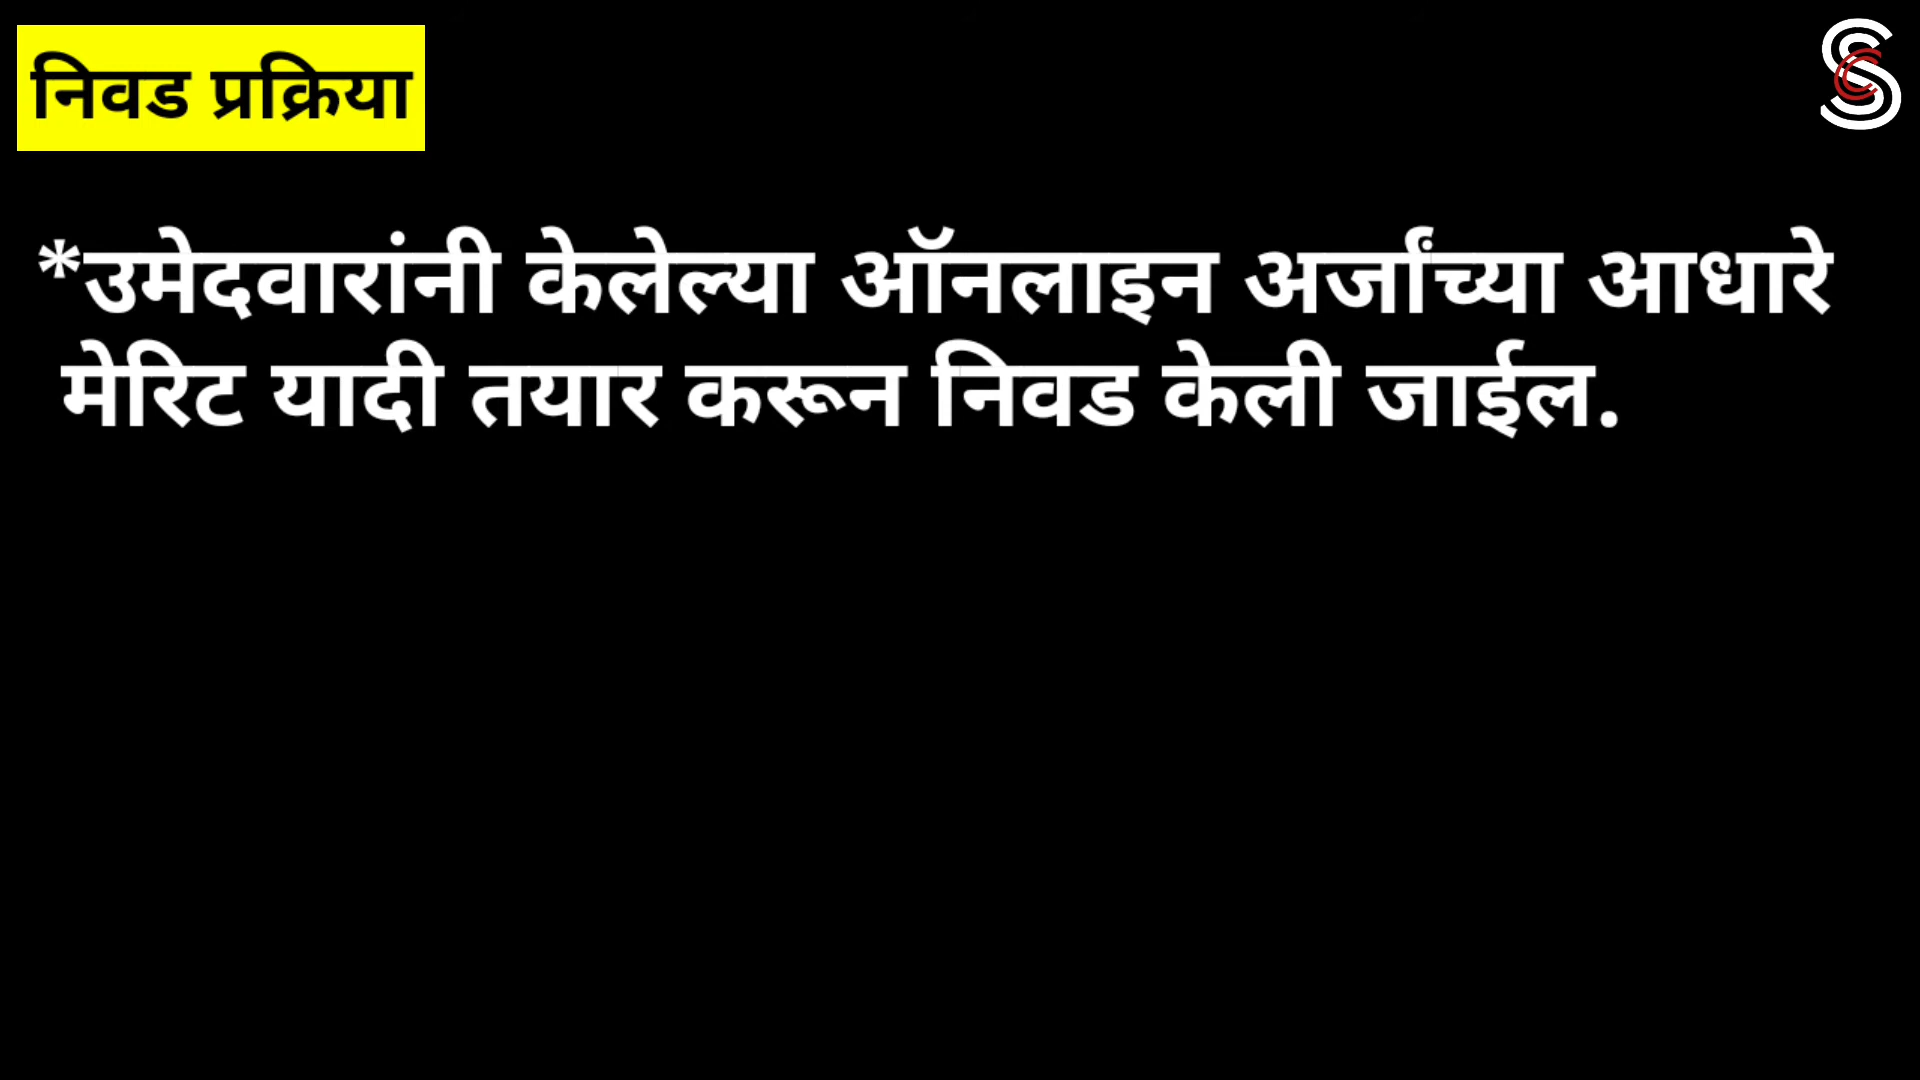 निवड प्रक्रिया
*उमेदवारांनी केलेल्या ऑनलाइन अर्जांच्या आधारे
मेरिट यादी तयार करून निवड केली जाईल.